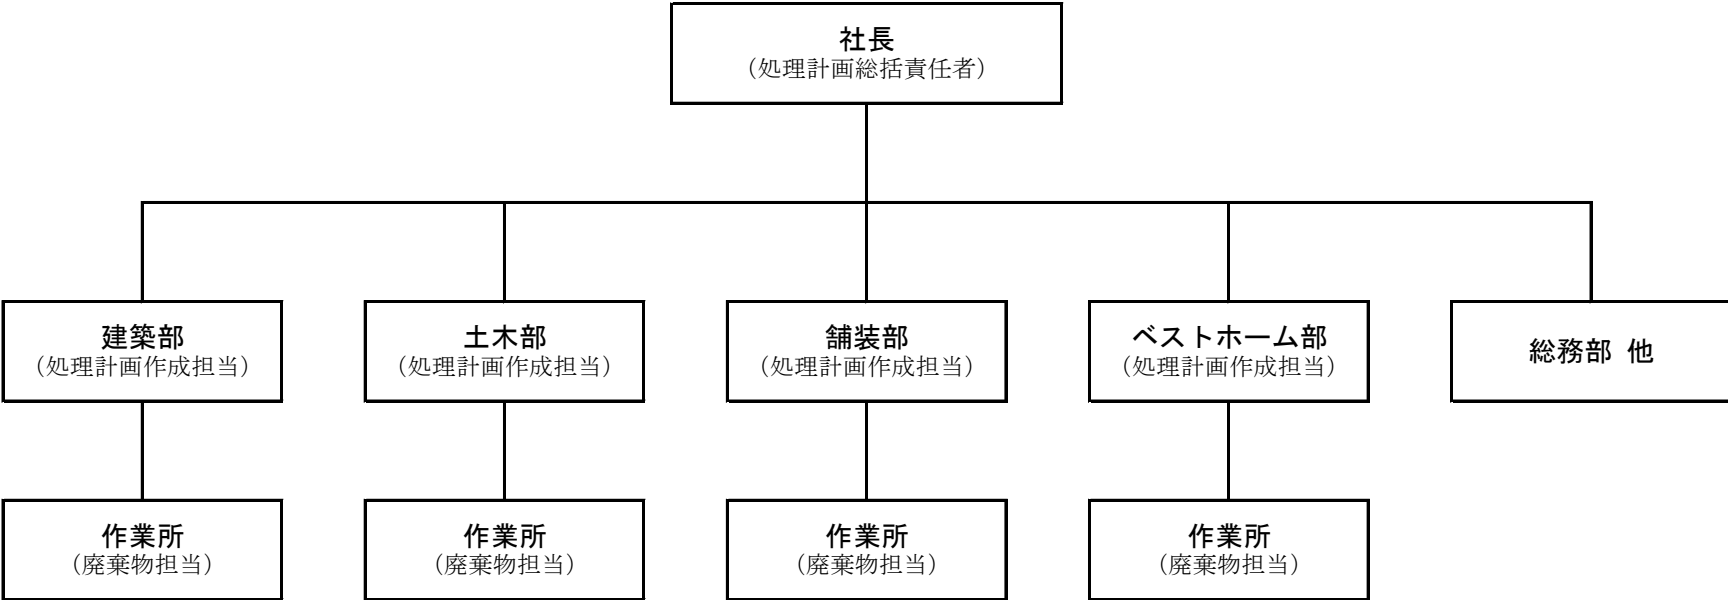 社長
（処理計画総括責任者）
建築部
（処理計画作成担当）
土木部
（処理計画作成担当）
舗装部
（処理計画作成担当）
ベストホーム部
（処理計画作成担当）
総務部 他
作業所
（廃棄物担当）
作業所
（廃棄物担当）
作業所
（廃棄物担当）
作業所
（廃棄物担当）